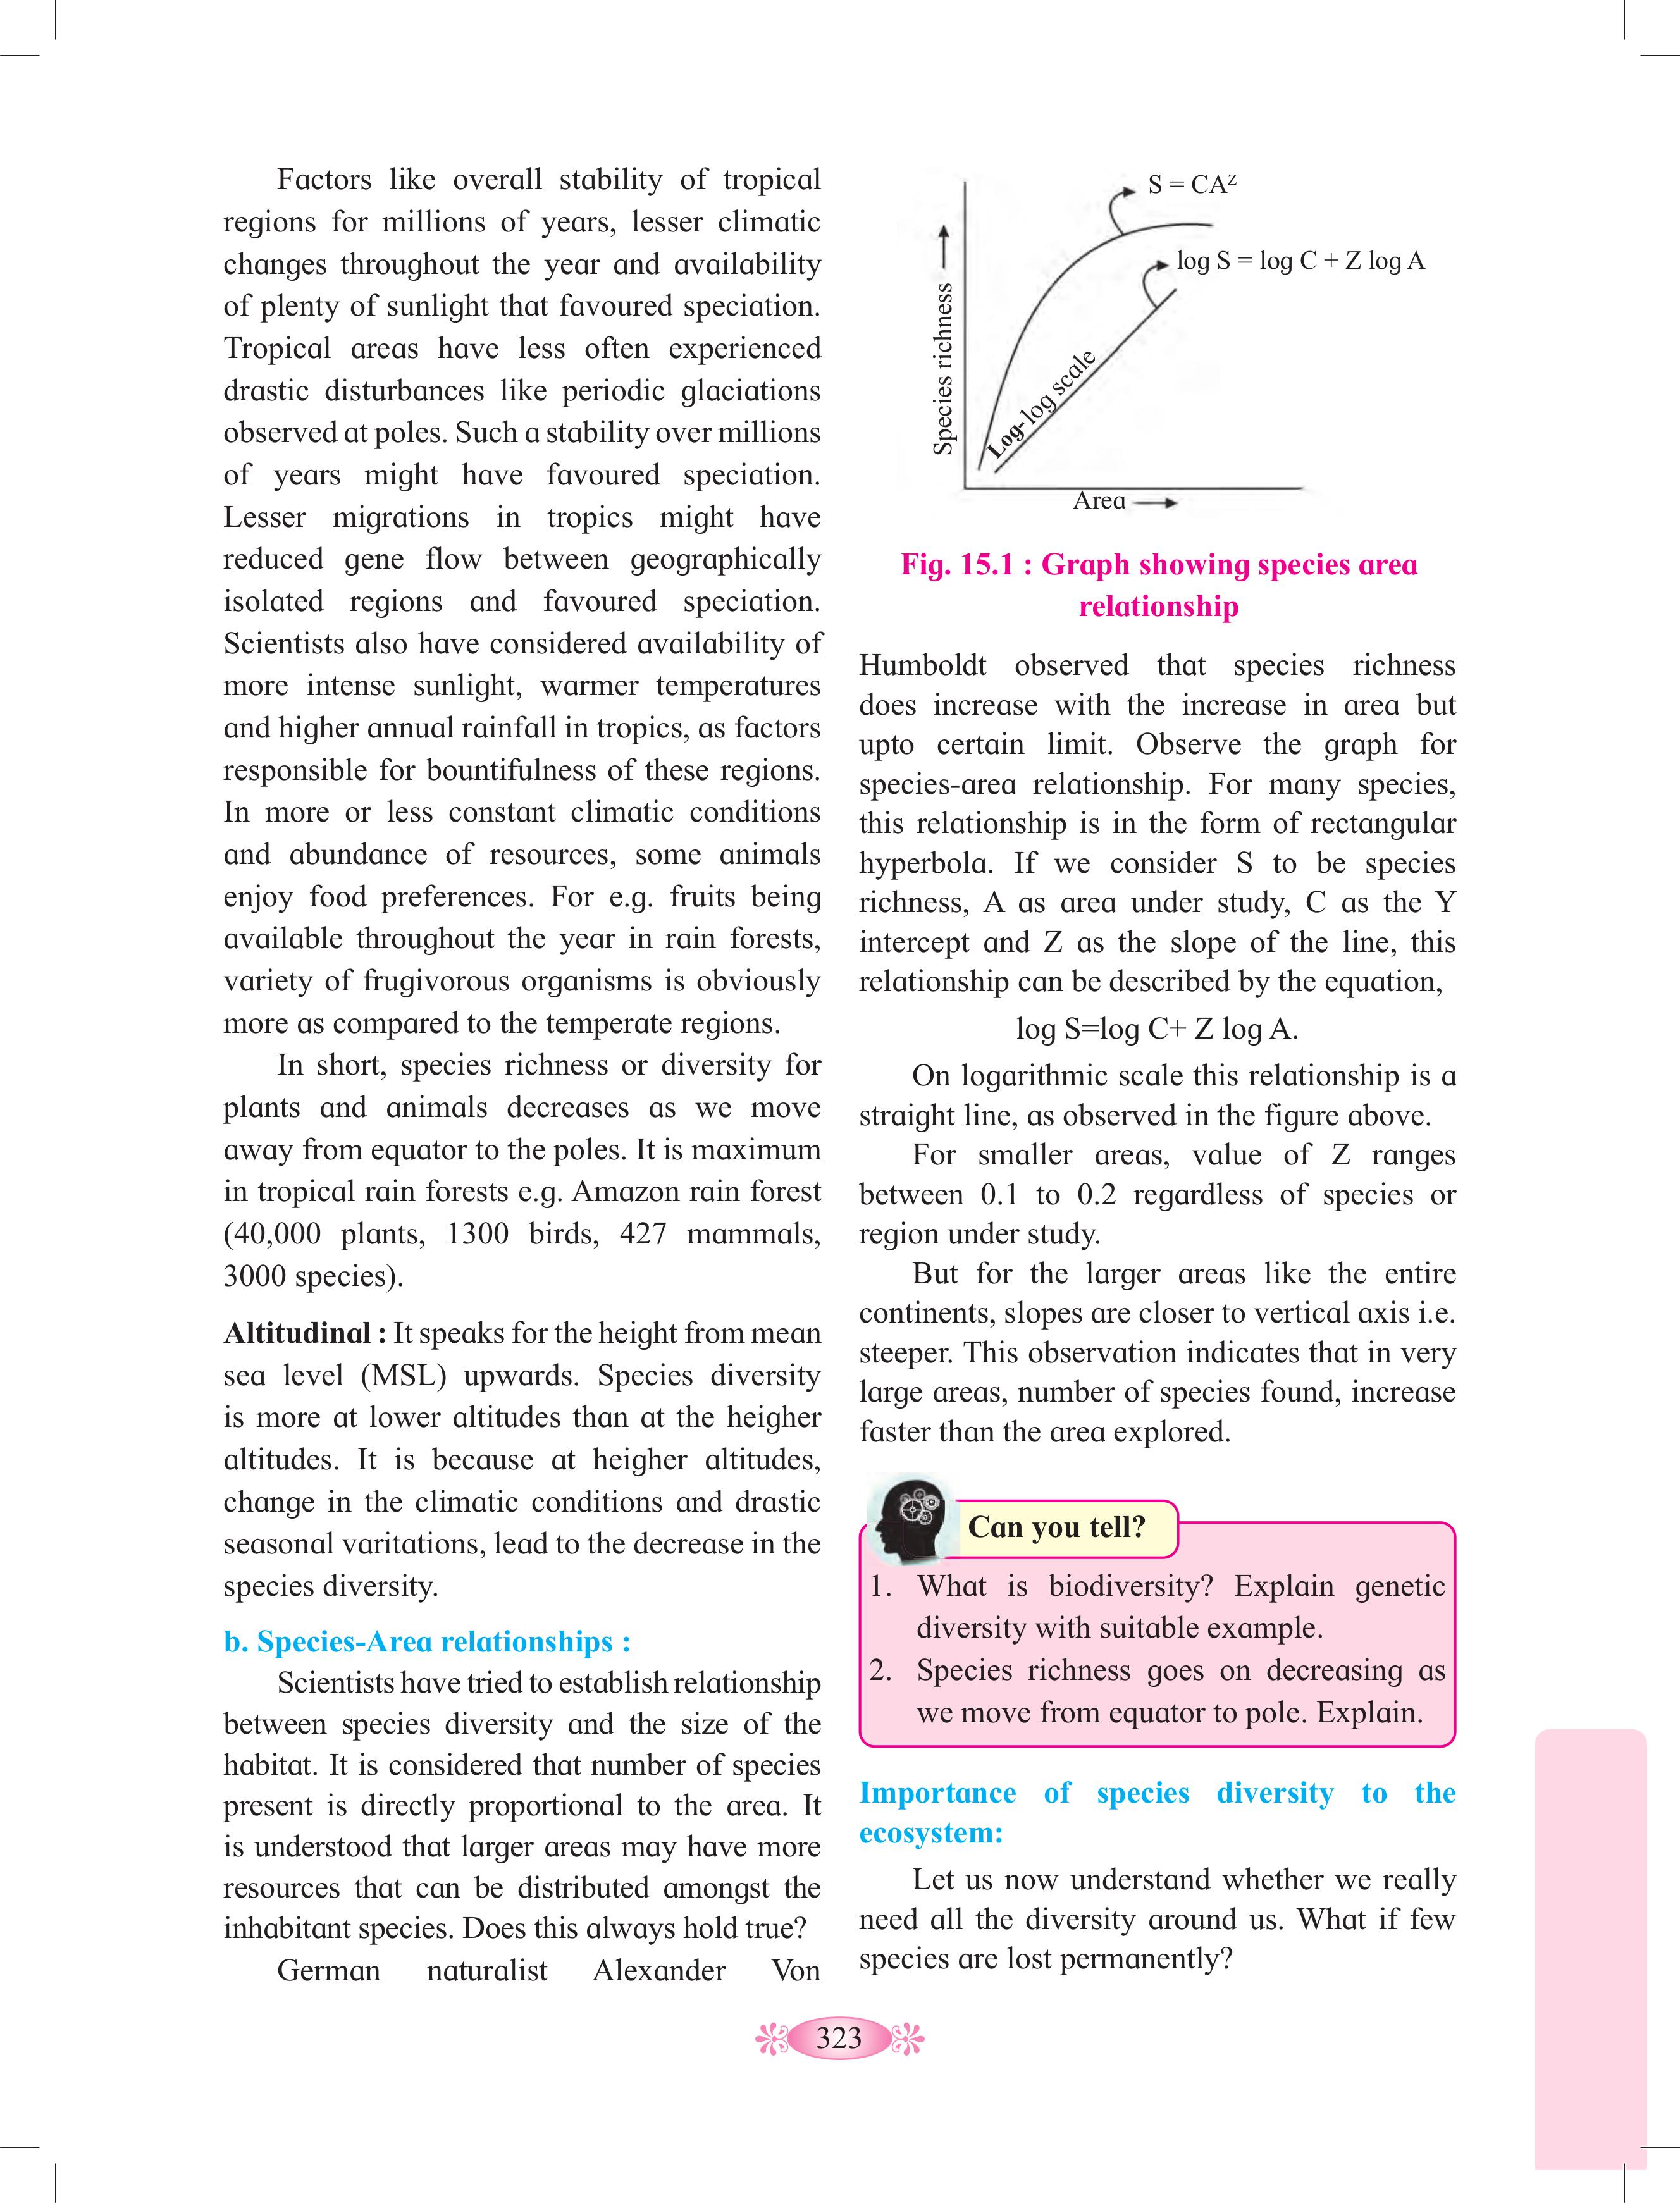 Factors like overall stability of tropical
regions for millions of years, lesser climatic
changes throughout the year and availability
of plenty of sunlight that favoured speciation.
Tropical areas have less often experienced
drastic disturbances like periodic glaciations
observed at poles. Such a stability over millions
of years might have favoured speciation.
Lesser migrations in tropics might have
reduced gene flow between geographically
isolated regions and favoured speciation.
Scientists also have considered availability of
more intense sunlight, warmer temperatures
and higher annual rainfall in tropics, as factors
responsible for bountifulness of these regions.
In more or less constant climatic conditions
and abundance of resources, some animals
enjoy food preferences. For e.g. fruits being
available throughout the year in rain forests,
variety of frugivorous organisms is obviously
more as compared to the temperate regions.
In short, species richness or diversity for
plants and animals decreases as we move
away from equator to the poles. It is maximum
in tropical rain forests e.g. Amazon rain forest
(40,000 plants, 1300 birds, 427 mammals,
3000 species).
Altitudinal : It speaks for the height from mean
sea level (MSL) upwards. Species diversity
is more at lower altitudes than at the heigher
altitudes. It is because at heigher altitudes,
change in the climatic conditions and drastic
seasonal varitations, lead to the decrease in the
species diversity.
b. Species-Area relationships :
Scientists have tried to establish relationship
between species diversity and the size of the
habitat. It is considered that number of species
present is directly proportional to the area. It
is understood that larger areas may have more
resources that can be distributed amongst the
inhabitant species. Does this always hold true?
German naturalist Alexander Von
S = CA^Z
log S = log C + Z log A
Species richness
Log-log scale
Area
Fig. 15.1 : Graph showing species area
relationship
Humboldt observed that species richness
does increase with the increase in area but
upto certain limit. Observe the graph for
species-area relationship. For many species,
this relationship is in the form of rectangular
hyperbola. If we consider S to be species
richness, A as area under study, C as the Y
intercept and Z as the slope of the line, this
relationship can be described by the equation,
log S=log C+ Z log A.
On logarithmic scale this relationship is a
straight line, as observed in the figure above.
For smaller areas, value of Z ranges
between 0.1 to 0.2 regardless of species or
region under study.
But for the larger areas like the entire
continents, slopes are closer to vertical axis i.e.
steeper. This observation indicates that in very
large areas, number of species found, increase
faster than the area explored.
Can you tell?
1. What is biodiversity? Explain genetic
diversity with suitable example.
2. Species richness goes on decreasing as
we move from equator to pole. Explain.
Importance of species diversity to the
ecosystem:
Let us now understand whether we really
need all the diversity around us. What if few
species are lost permanently?
323